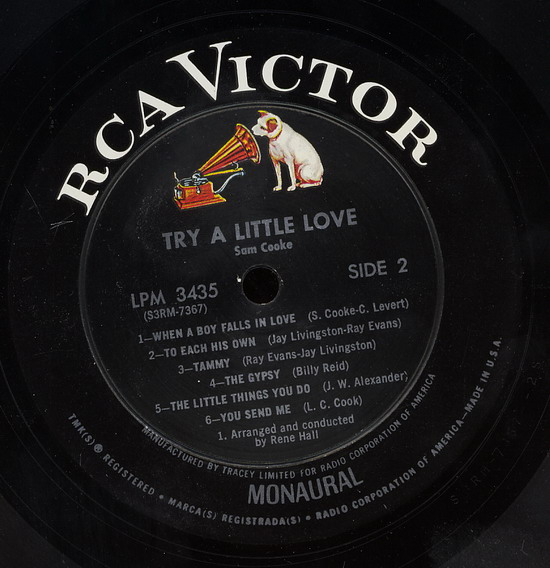 RCA VICTOR
TRY A LITTLE LOVE
Sam Cooke
LPM 3435
SIDE 2
(S3RM-7367)
1—WHEN A BOY FALLS IN LOVE (S. Cooke-C. Levert)
2—TO EACH HIS OWN (Jay Livingston-Ray Evans)
3—TAMMY (Ray Evans-Jay Livingston)
4—THE GYPSY (Billy Reid)
5—THE LITTLE THINGS YOU DO (J. W. Alexander)
6—YOU SEND ME (L. C. Cook)
1. Arranged and conducted
by Rene Hall
MANUFACTURED BY TRACEY LIMITED FOR RADIO CORPORATION OF AMERICA
MONAURAL
TMK(S) ® REGISTERED • MARCA(S) REGISTRADA(S) • RADIO CORPORATION OF AMERICA—MADE IN U.S.A.